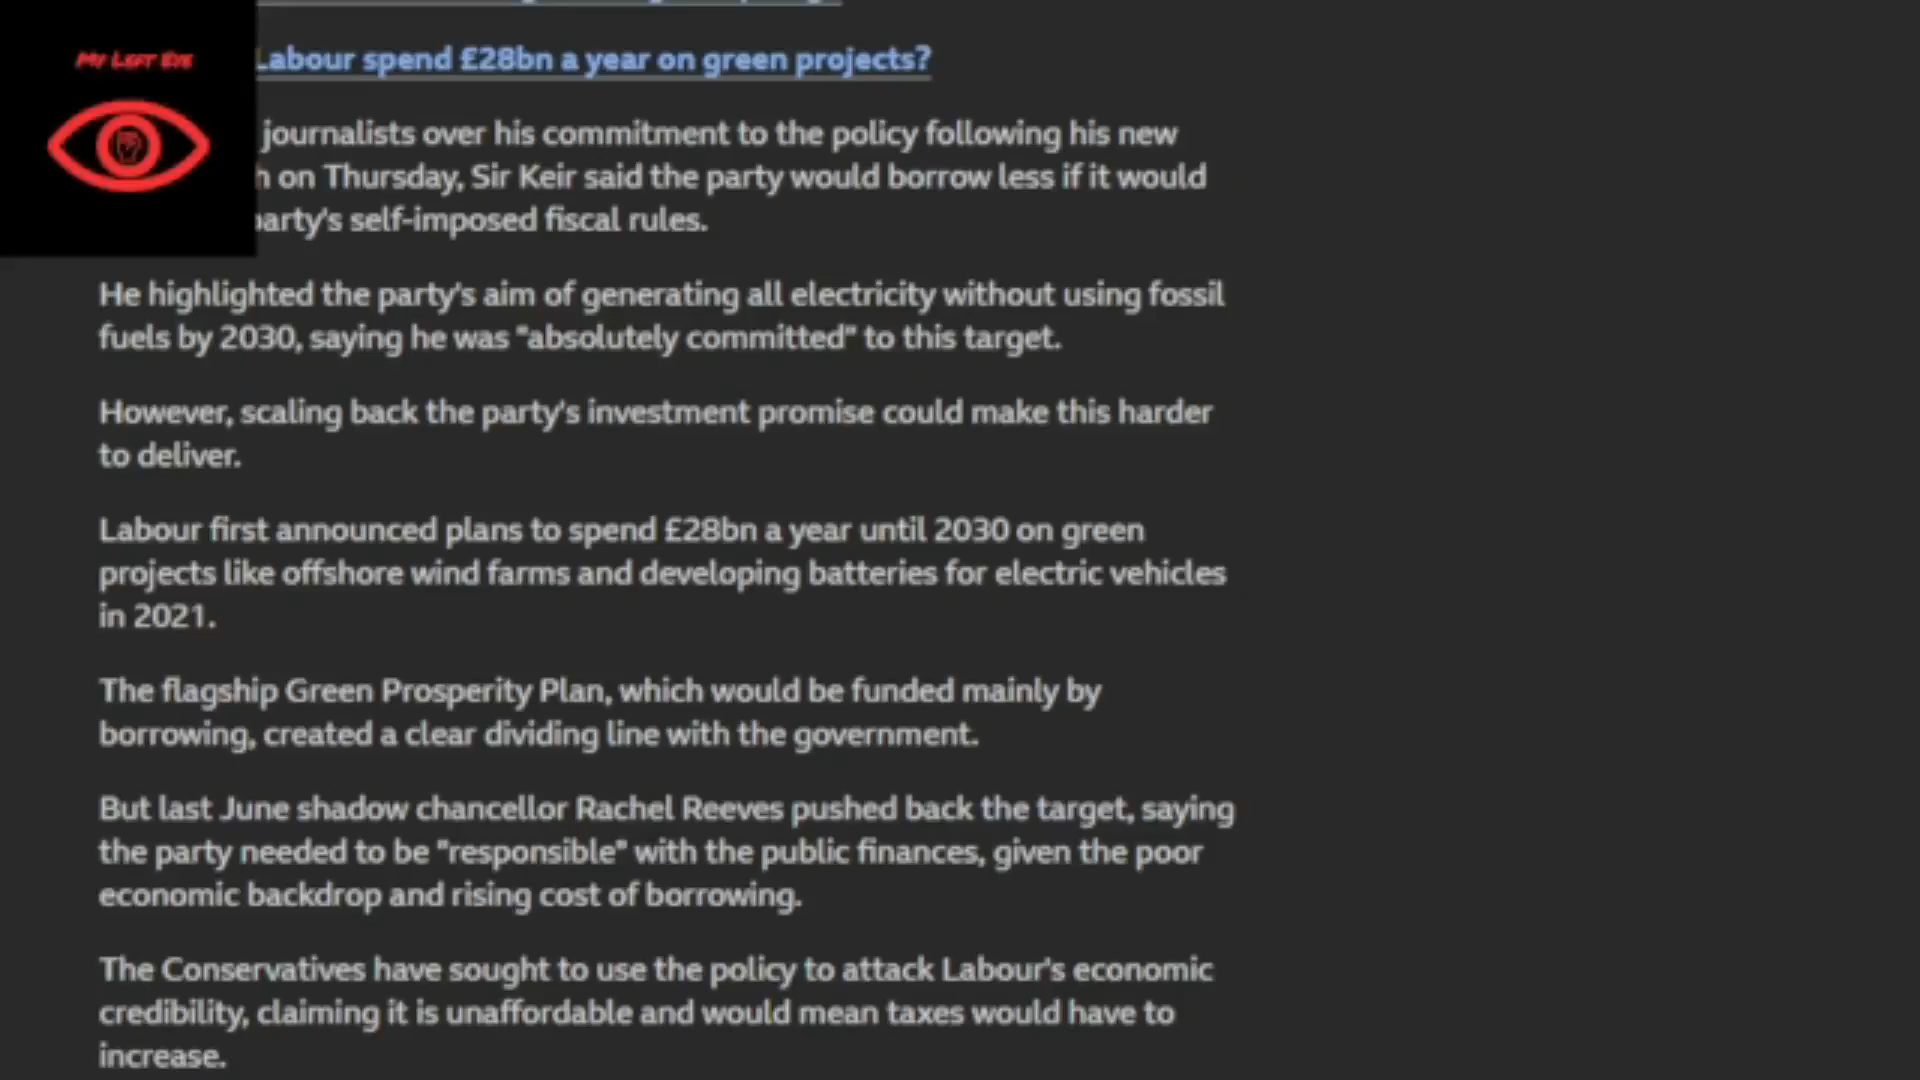 My Left Eye
Labour spend £28bn a year on green projects?
journalists over his commitment to the policy following his new
on Thursday, Sir Keir said the party would borrow less if it would
party's self-imposed fiscal rules.
He highlighted the party's aim of generating all electricity without using fossil
fuels by 2030, saying he was "absolutely committed" to this target.
However, scaling back the party's investment promise could make this harder
to deliver.
Labour first announced plans to spend £28bn a year until 2030 on green
projects like offshore wind farms and developing batteries for electric vehicles
in 2021.
The flagship Green Prosperity Plan, which would be funded mainly by
borrowing, created a clear dividing line with the government.
But last June shadow chancellor Rachel Reeves pushed back the target, saying
the party needed to be "responsible" with the public finances, given the poor
economic backdrop and rising cost of borrowing.
The Conservatives have sought to use the policy to attack Labour's economic
credibility, claiming it is unaffordable and would mean taxes would have to
increase.